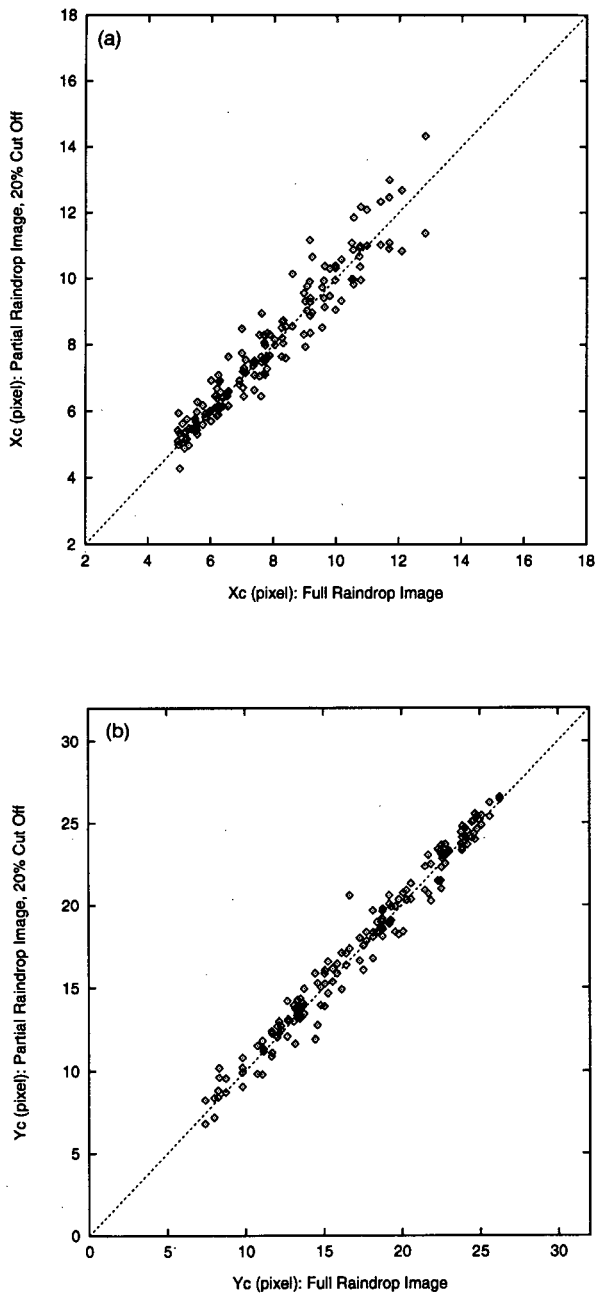 (a)
18
16
14
12
10
8
6
4
2
2 4 6 8 10 12 14 16 18
Xc (pixel): Partial Raindrop Image, 20% Cut Off
Xc (pixel): Full Raindrop Image
(b)
30
25
20
15
10
5
0
0 5 10 15 20 25 30
Yc (pixel): Partial Raindrop Image, 20% Cut Off
Yc (pixel): Full Raindrop Image